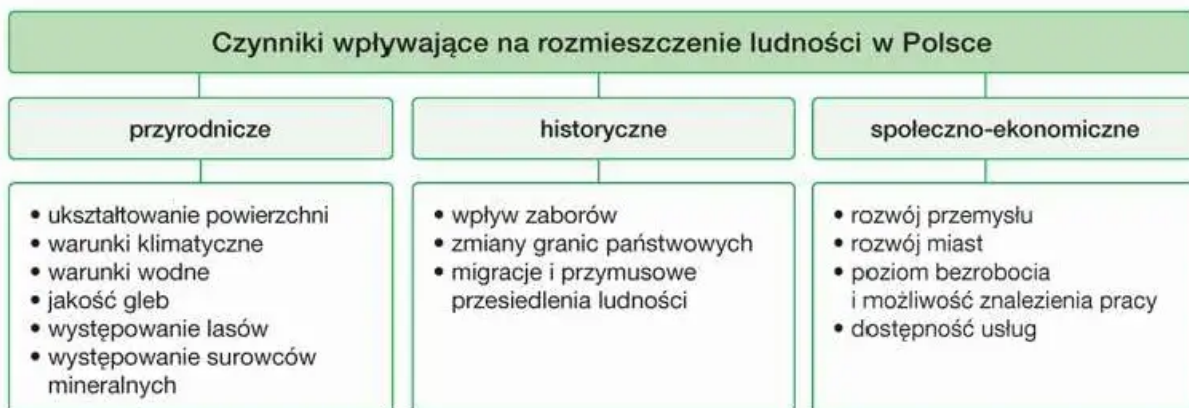 Czynniki wpływające na rozmieszczenie ludności w Polsce
przyrodnicze
• ukształtowanie powierzchni
• warunki klimatyczne
• warunki wodne
• jakość gleb
• występowanie lasów
• występowanie surowców
mineralnych
historyczne
• wpływ zaborów
• zmiany granic państwowych
• migracje i przymusowe
przesiedlenia ludności
społeczno-ekonomiczne
• rozwój przemysłu
• rozwój miast
• poziom bezrobocia
i możliwość znalezienia pracy
• dostępność usług